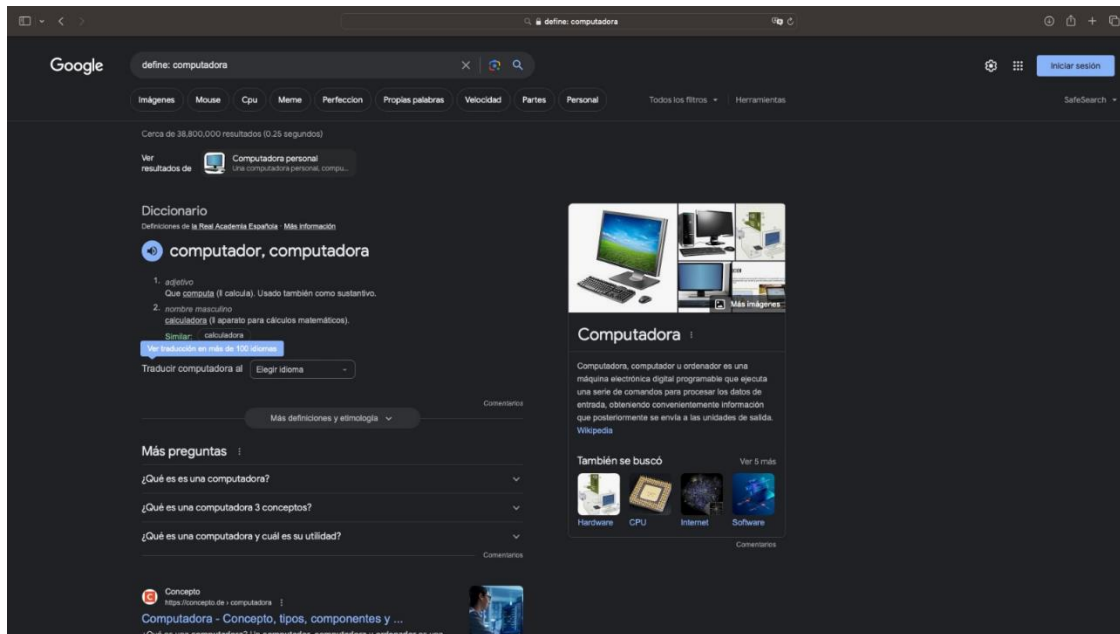 define: computadora
Google
define: computadora
Iniciar sesión
Imágenes
Mouse
Cpu
Meme
Perfeccion
Propias palabras
Velocidad
Partes
Personal
Todos los filtros
Herramientas
SafeSearch
Cerca de 38,800,000 resultados (0.25 segundos)
Ver
resultados de
Computadora personal
Una computadora personal, compu...
Diccionario
Definiciones de la Real Academia Española · Más información
computador, computadora
1. adjetivo
Que computa (ǁ calcula). Usado también como sustantivo.
2. nombre masculino
calculadora (ǁ aparato para cálculos matemáticos).
Similar: calculadora
Ver traducción en más de 100 idiomas
Traducir computadora al
Elegir idioma
Comentarios
Más definiciones y etimología
Más preguntas
¿Qué es es una computadora?
¿Qué es una computadora 3 conceptos?
¿Qué es una computadora y cuál es su utilidad?
Comentarios
Concepto
https://concepto.de › computadora
Computadora - Concepto, tipos, componentes y ...
Más imágenes
Computadora
Computadora, computador u ordenador es una
máquina electrónica digital programable que ejecuta
una serie de comandos para procesar los datos de
entrada, obteniendo convenientemente información
que posteriormente se envía a las unidades de salida.
Wikipedia
También se buscó
Ver 5 más
Hardware
CPU
Internet
Software
Comentarios